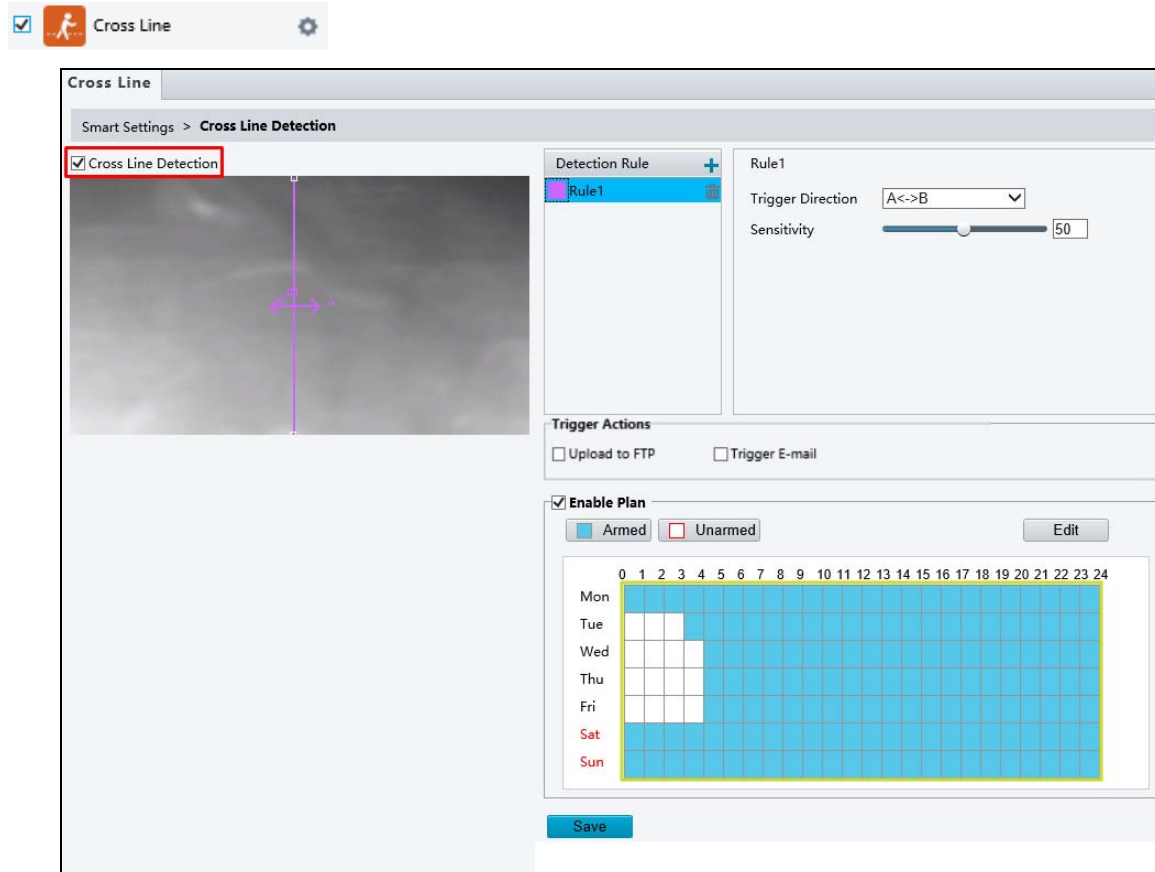 Cross Line
Cross Line
Smart Settings > Cross Line Detection
Cross Line Detection
B
A
Detection Rule
Rule1
Rule1
Trigger Direction A<->B
Sensitivity 50
Trigger Actions
Upload to FTP Trigger E-mail
Enable Plan
Armed Unarmed Edit
0 1 2 3 4 5 6 7 8 9 10 11 12 13 14 15 16 17 18 19 20 21 22 23 24
Mon
Tue
Wed
Thu
Fri
Sat
Sun
Save